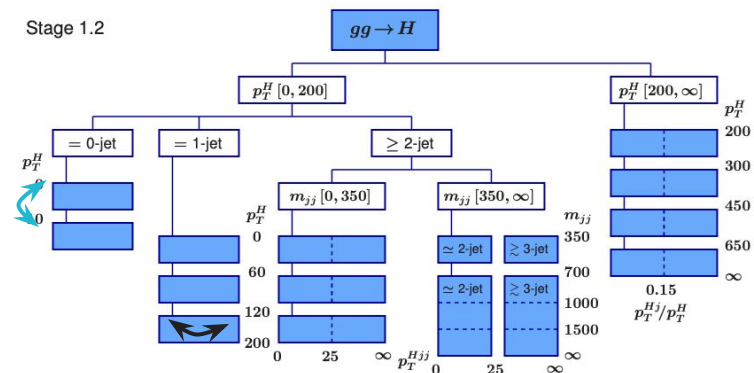 Stage 1.2
gg → H
p_T^H [0, 200]
p_T^H [200, ∞]
= 0-jet
= 1-jet
≥ 2-jet
m_jj [0, 350]
m_jj [350, ∞]
p_T^H
0
p_T^H
0
60
120
200
≃ 2-jet
≳ 3-jet
≃ 2-jet
≳ 3-jet
m_jj
350
700
1000
1500
∞
p_T^H
200
300
450
650
∞
0.15
p_T^Hj/p_T^H
0 25 ∞
p_T^Hjj
0 25 ∞